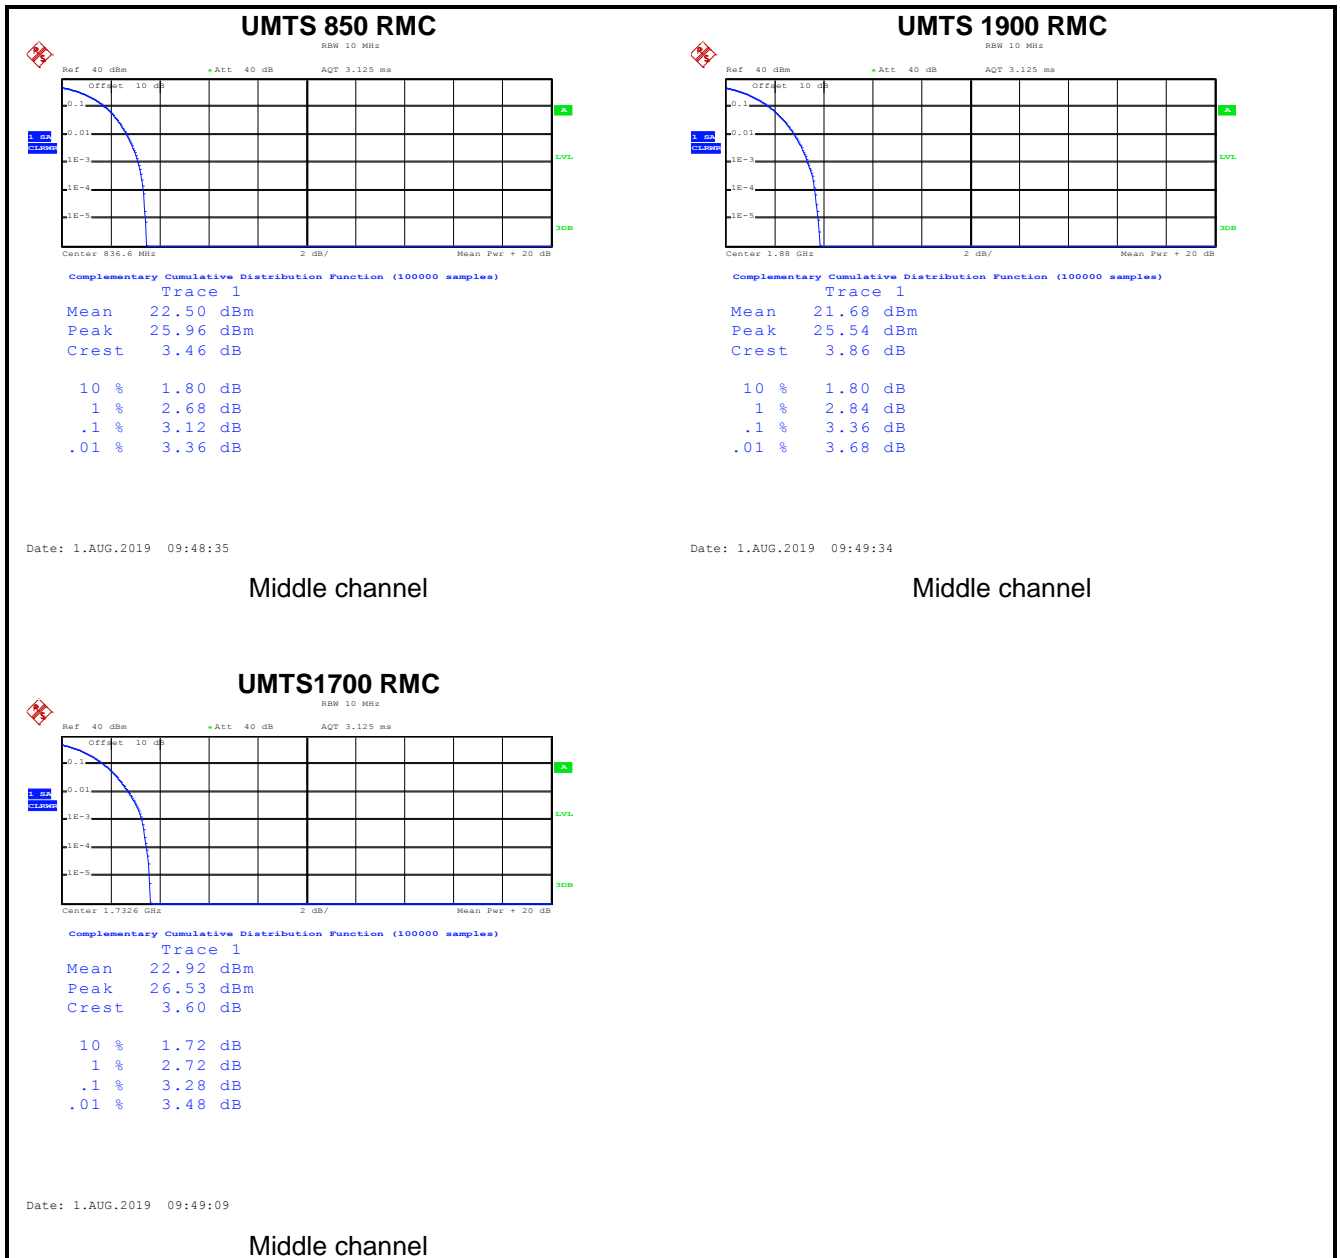 UMTS 850 RMC
RBW 10 MHz
Ref 40 dBm *Att 40 dB AQT 3.125 ms
Offset 10 dB
0.1
A
0.01
1 SA
CLRWR
1E-3
LVL
1E-4
1E-5
3DB
Center 836.6 MHz 2 dB/ Mean Pwr + 20 dB
Complementary Cumulative Distribution Function (100000 samples)
Trace 1
Mean 22.50 dBm
Peak 25.96 dBm
Crest 3.46 dB
10 % 1.80 dB
1 % 2.68 dB
.1 % 3.12 dB
.01 % 3.36 dB
Date: 1.AUG.2019 09:48:35
Middle channel
UMTS 1900 RMC
RBW 10 MHz
Ref 40 dBm *Att 40 dB AQT 3.125 ms
Offset 10 dB
0.1
A
0.01
1 SA
CLRWR
1E-3
LVL
1E-4
1E-5
3DB
Center 1.88 GHz 2 dB/ Mean Pwr + 20 dB
Complementary Cumulative Distribution Function (100000 samples)
Trace 1
Mean 21.68 dBm
Peak 25.54 dBm
Crest 3.86 dB
10 % 1.80 dB
1 % 2.84 dB
.1 % 3.36 dB
.01 % 3.68 dB
Date: 1.AUG.2019 09:49:34
Middle channel
UMTS1700 RMC
RBW 10 MHz
Ref 40 dBm *Att 40 dB AQT 3.125 ms
Offset 10 dB
0.1
A
0.01
1 SA
CLRWR
1E-3
LVL
1E-4
1E-5
3DB
Center 1.7326 GHz 2 dB/ Mean Pwr + 20 dB
Complementary Cumulative Distribution Function (100000 samples)
Trace 1
Mean 22.92 dBm
Peak 26.53 dBm
Crest 3.60 dB
10 % 1.72 dB
1 % 2.72 dB
.1 % 3.28 dB
.01 % 3.48 dB
Date: 1.AUG.2019 09:49:09
Middle channel